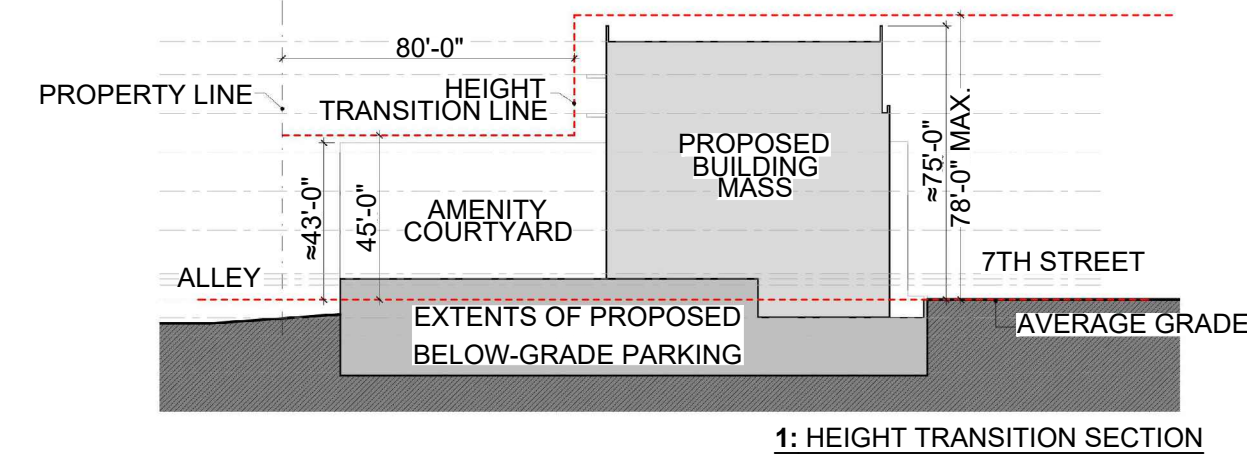 80'-0"
PROPERTY LINE
HEIGHT
TRANSITION LINE
≈43'-0"
45'-0"
AMENITY
COURTYARD
PROPOSED
BUILDING
MASS
≈75'-0"
78'-0" MAX.
ALLEY
7TH STREET
EXTENTS OF PROPOSED
BELOW-GRADE PARKING
AVERAGE GRADE
1: HEIGHT TRANSITION SECTION